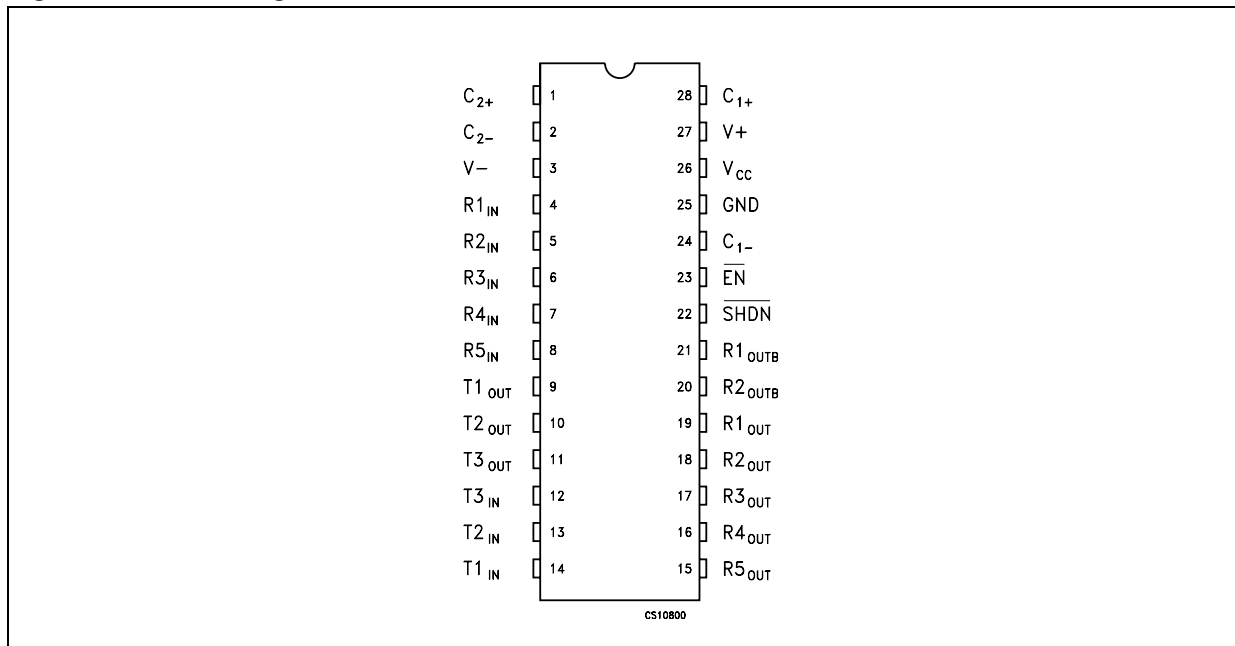 C2+ 1 28 C1+
C2- 2 27 V+
V- 3 26 VCC
R1IN 4 25 GND
R2IN 5 24 C1-
R3IN 6 23 EN
R4IN 7 22 SHDN
R5IN 8 21 R1OUTB
T1OUT 9 20 R2OUTB
T2OUT 10 19 R1OUT
T3OUT 11 18 R2OUT
T3IN 12 17 R3OUT
T2IN 13 16 R4OUT
T1IN 14 15 R5OUT
CS10800